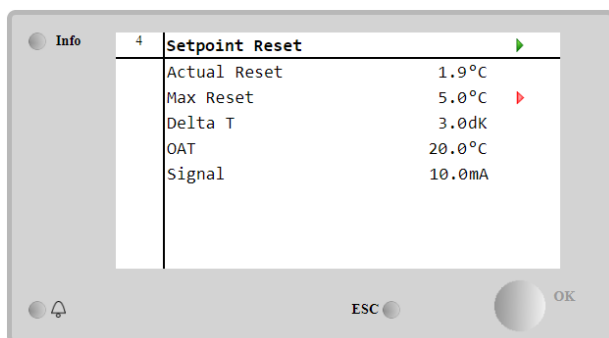 Info
4 Setpoint Reset
Actual Reset 1.9°C
Max Reset 5.0°C
Delta T 3.0dK
OAT 20.0°C
Signal 10.0mA
ESC OK